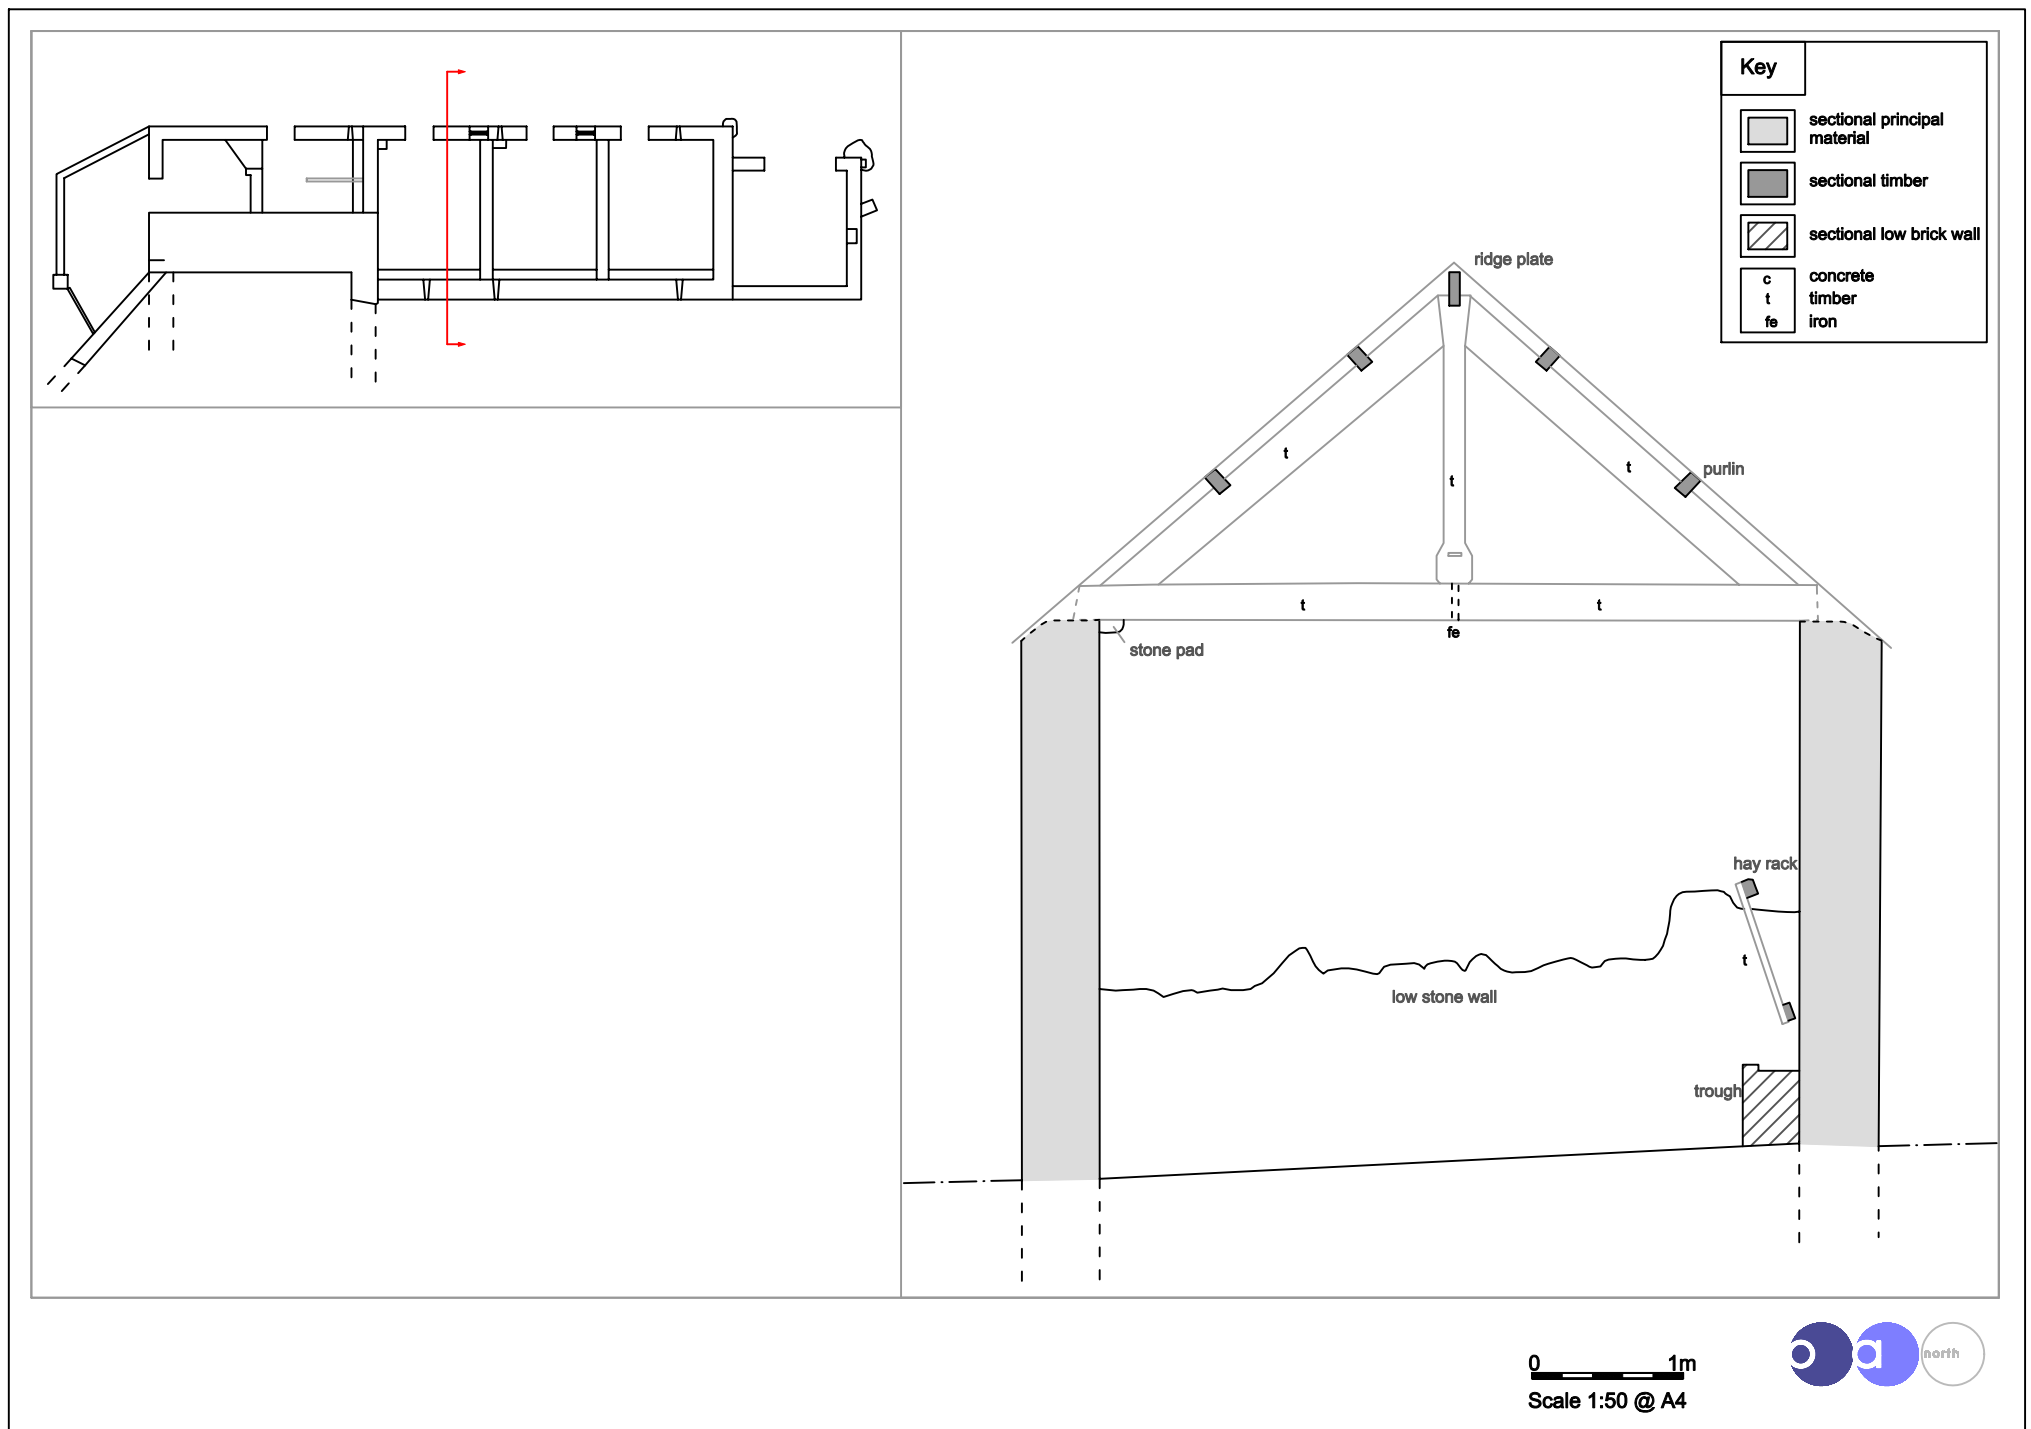 Key
sectional principal
material
sectional timber
sectional low brick wall
c concrete
t timber
fe iron
ridge plate
purlin
t
t
t
t
t
fe
stone pad
hay rack
t
low stone wall
trough
0 1m
Scale 1:50 @ A4
oa north